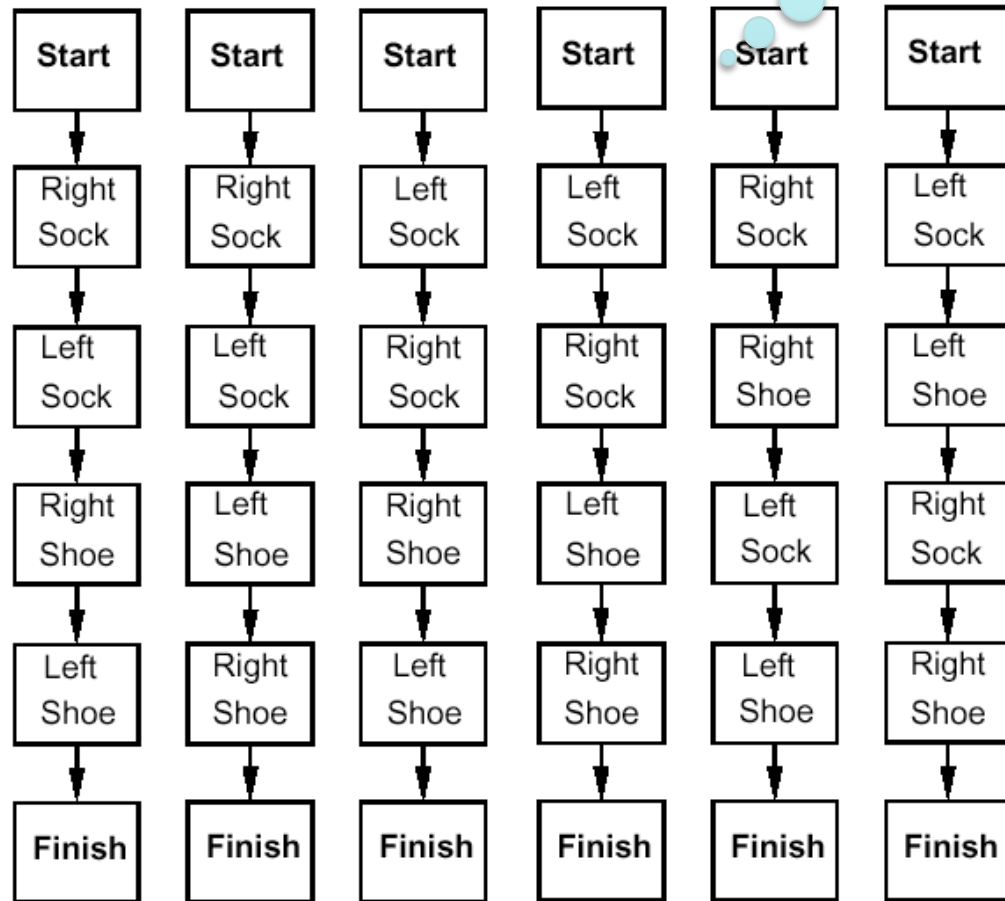 Start Start Start Start Start Start
Right Right Left Left Right Left
Sock Sock Sock Sock Sock Sock
Left Left Right Right Right Left
Sock Sock Sock Sock Shoe Shoe
Right Left Right Left Left Right
Shoe Shoe Shoe Shoe Sock Sock
Left Right Left Right Left Right
Shoe Shoe Shoe Shoe Shoe Shoe
Finish Finish Finish Finish Finish Finish